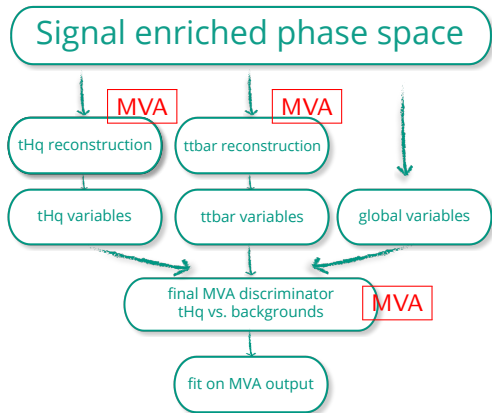 Signal enriched phase space
MVA
MVA
tHq reconstruction
ttbar reconstruction
tHq variables
ttbar variables
global variables
final MVA discriminator
tHq vs. backgrounds
MVA
fit on MVA output